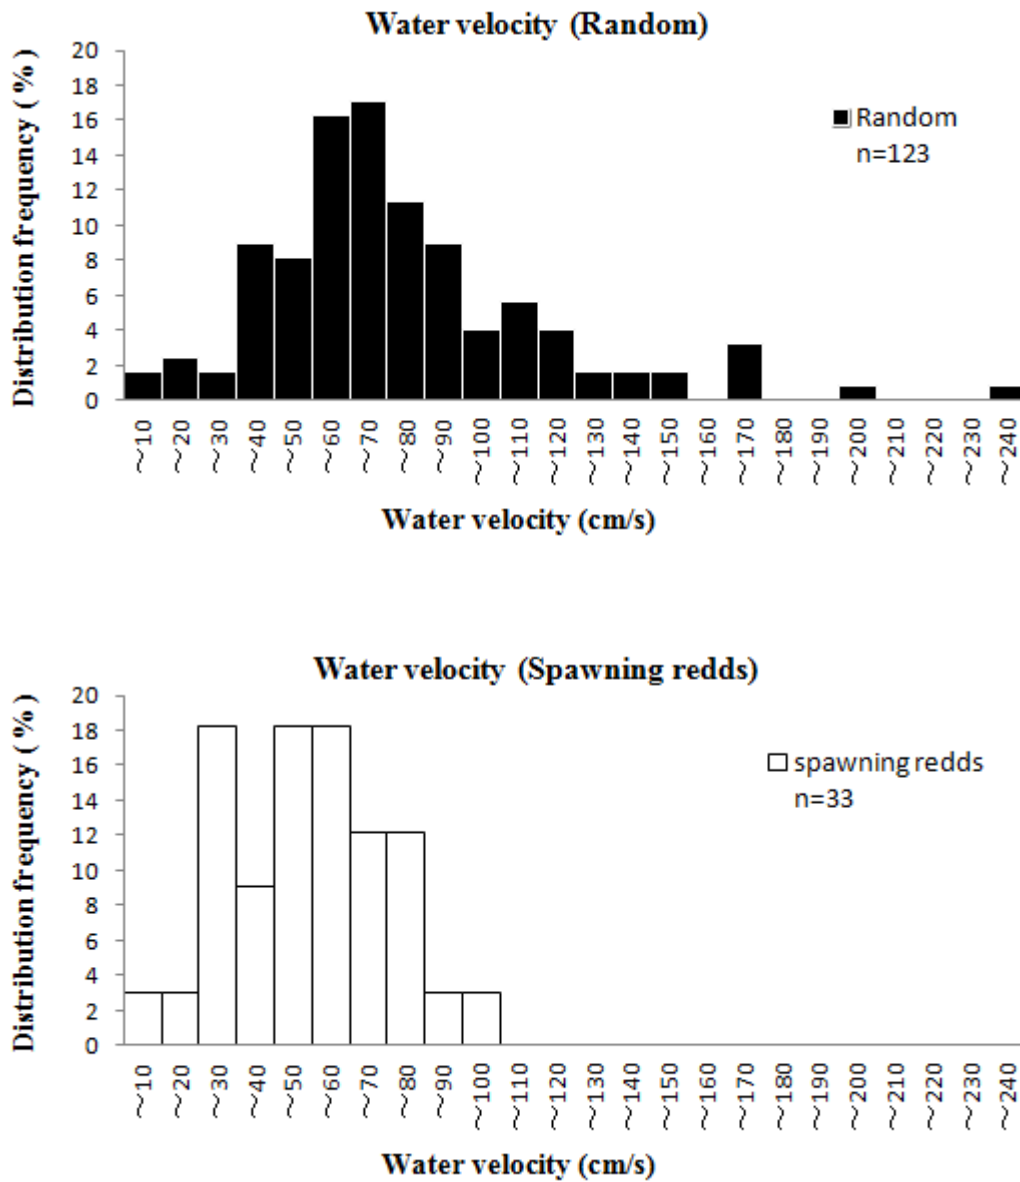 Water velocity (Random)
Distribution frequency ( % )
20
18
16
14
12
10
8
6
4
2
0
Random
n=123
～10 ～20 ～30 ～40 ～50 ～60 ～70 ～80 ～90 ～100 ～110 ～120 ～130 ～140 ～150 ～160 ～170 ～180 ～190 ～200 ～210 ～220 ～230 ～240
Water velocity (cm/s)
Water velocity (Spawning redds)
Distribution frequency ( % )
20
18
16
14
12
10
8
6
4
2
0
spawning redds
n=33
～10 ～20 ～30 ～40 ～50 ～60 ～70 ～80 ～90 ～100 ～110 ～120 ～130 ～140 ～150 ～160 ～170 ～180 ～190 ～200 ～210 ～220 ～230 ～240
Water velocity (cm/s)